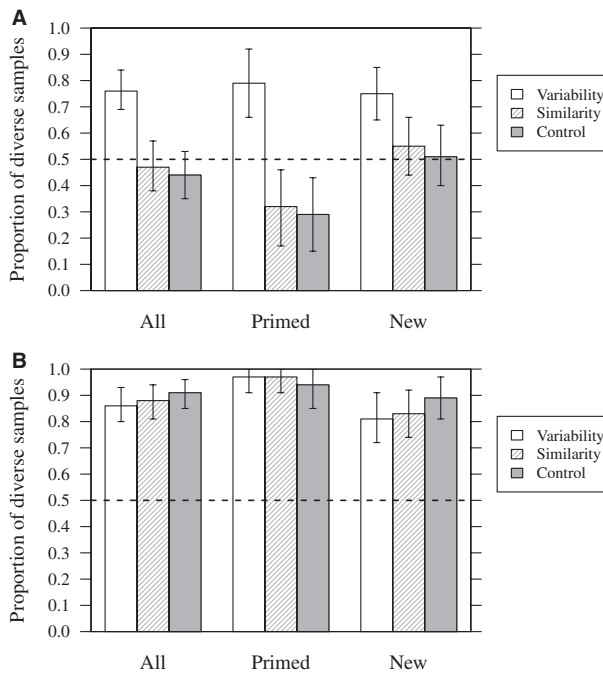 A
Proportion of diverse samples
1.0
0.9
0.8
0.7
0.6
0.5
0.4
0.3
0.2
0.1
0.0
All Primed New
Variability
Similarity
Control
B
Proportion of diverse samples
1.0
0.9
0.8
0.7
0.6
0.5
0.4
0.3
0.2
0.1
0.0
All Primed New
Variability
Similarity
Control